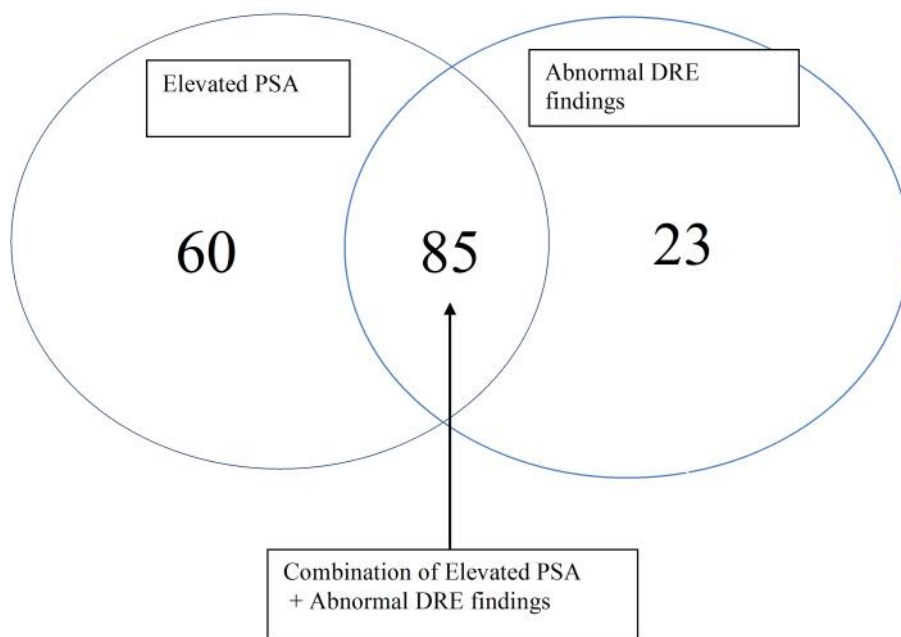 Elevated PSA
Abnormal DRE
findings
60
85
23
Combination of Elevated PSA
+ Abnormal DRE findings